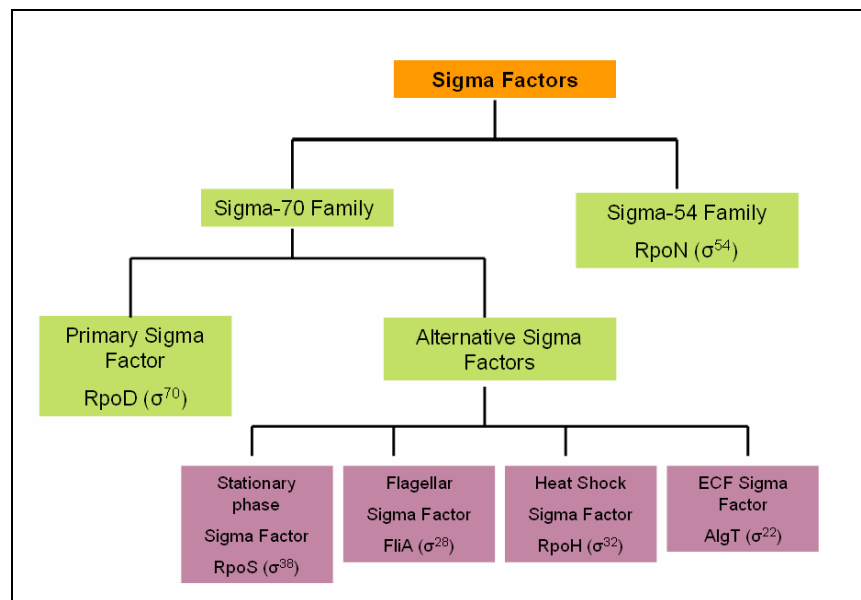 Sigma Factors
Sigma-70 Family
Sigma-54 Family
RpoN (σ⁵⁴)
Primary Sigma
Factor
RpoD (σ⁷⁰)
Alternative Sigma
Factors
Stationary
phase
Sigma Factor
RpoS (σ³⁸)
Flagellar
Sigma Factor
FliA (σ²⁸)
Heat Shock
Sigma Factor
RpoH (σ³²)
ECF Sigma
Factor
AlgT (σ²²)